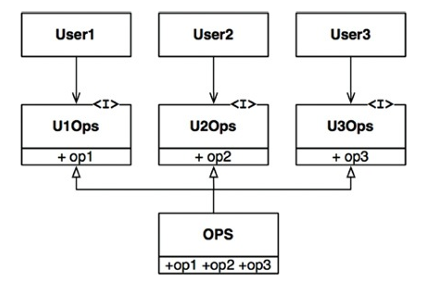 User1 User2 User3
<I> <I> <I>
U1Ops U2Ops U3Ops
+ op1 + op2 + op3
OPS
+op1 +op2 +op3